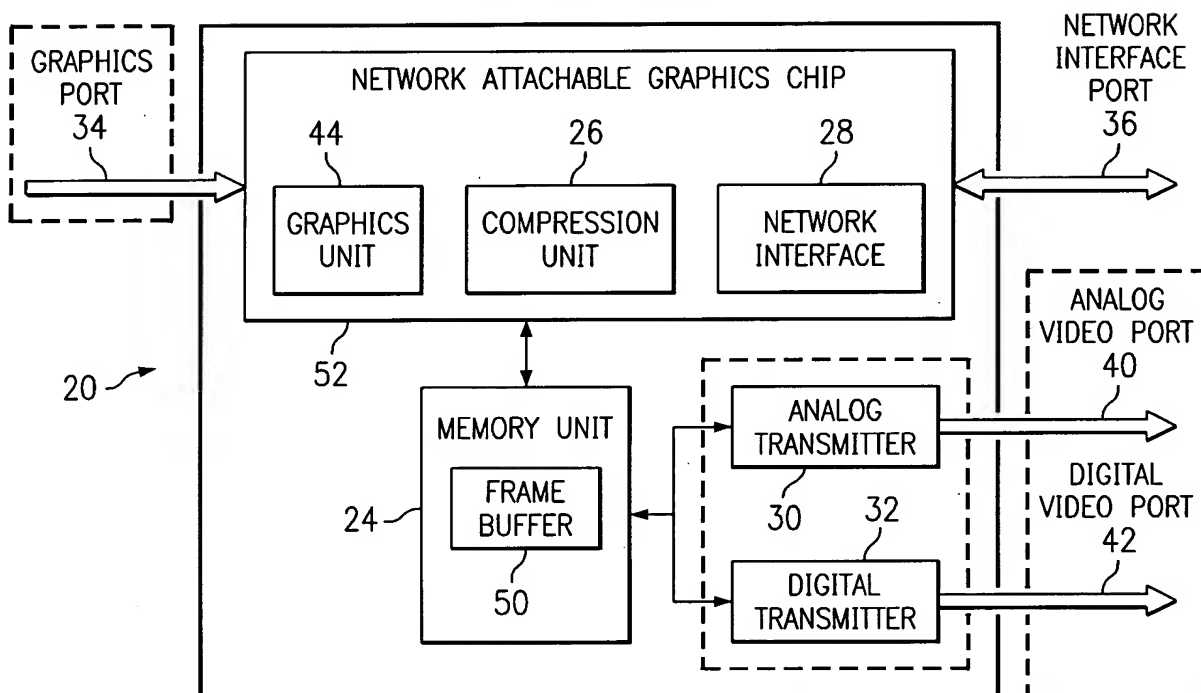 GRAPHICS
PORT
34
NETWORK ATTACHABLE GRAPHICS CHIP
44
GRAPHICS
UNIT
26
COMPRESSION
UNIT
28
NETWORK
INTERFACE
52
NETWORK
INTERFACE
PORT
36
20
MEMORY UNIT
FRAME
BUFFER
50
24
ANALOG
TRANSMITTER
30
32
DIGITAL
TRANSMITTER
ANALOG
VIDEO PORT
40
DIGITAL
VIDEO PORT
42